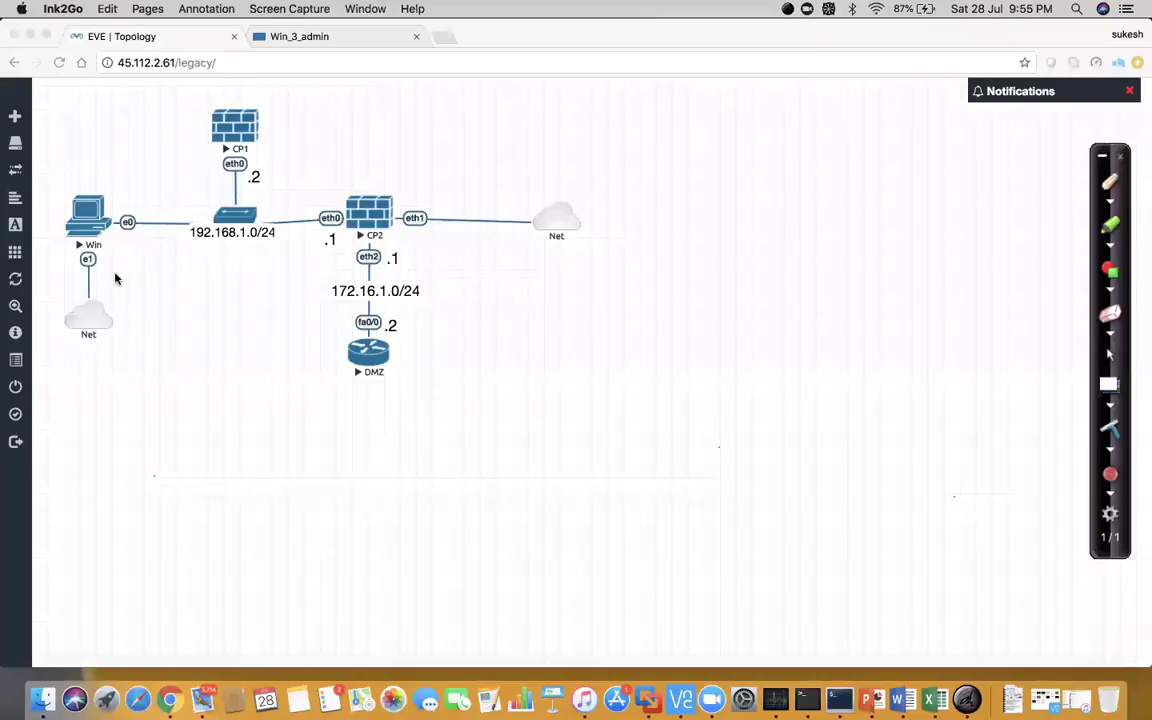 Ink2Go Edit Pages Annotation Screen Capture Window Help 87% Sat 28 Jul 9:55 PM
EVE | Topology × Win_3_admin × sukesh
45.112.2.61/legacy/
Notifications
CP1
eth0
.2
e0
192.168.1.0/24
eth0
eth1
.1
CP2
Net
Win
e1
eth2
.1
172.16.1.0/24
Net
fa0/0
.2
DMZ
1/1
28